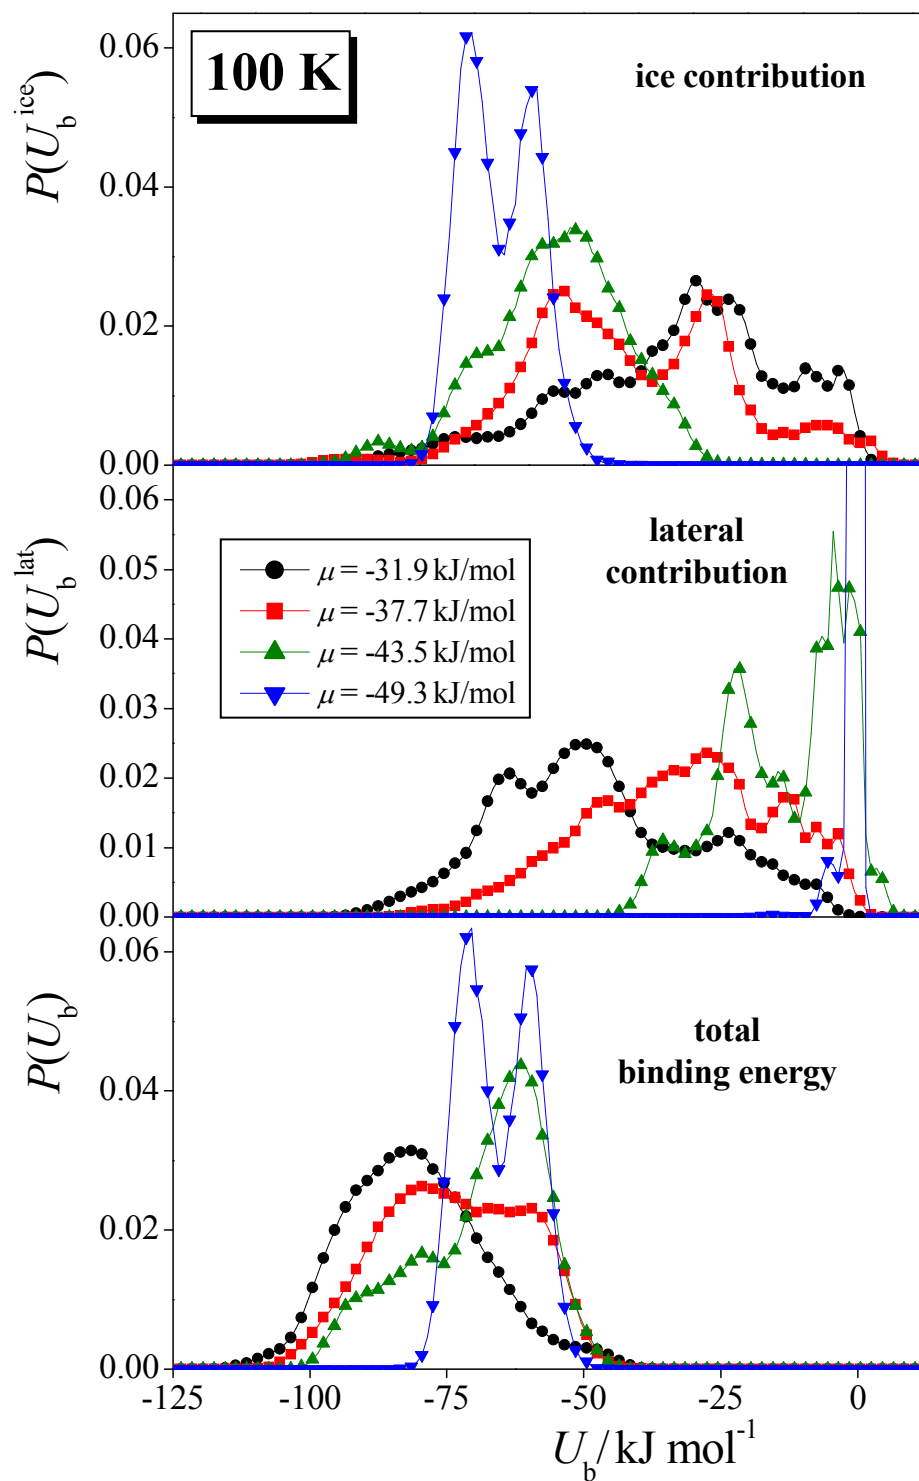 100 K
ice contribution
P(U_b^ice)
0.06
0.04
0.02
0.00
lateral
contribution
P(U_b^lat)
0.06
0.05
0.04
0.03
0.02
0.01
0.00
μ = -31.9 kJ/mol
μ = -37.7 kJ/mol
μ = -43.5 kJ/mol
μ = -49.3 kJ/mol
total
binding energy
P(U_b)
0.06
0.04
0.02
0.00
-125 -100 -75 -50 -25 0
U_b/kJ mol^-1